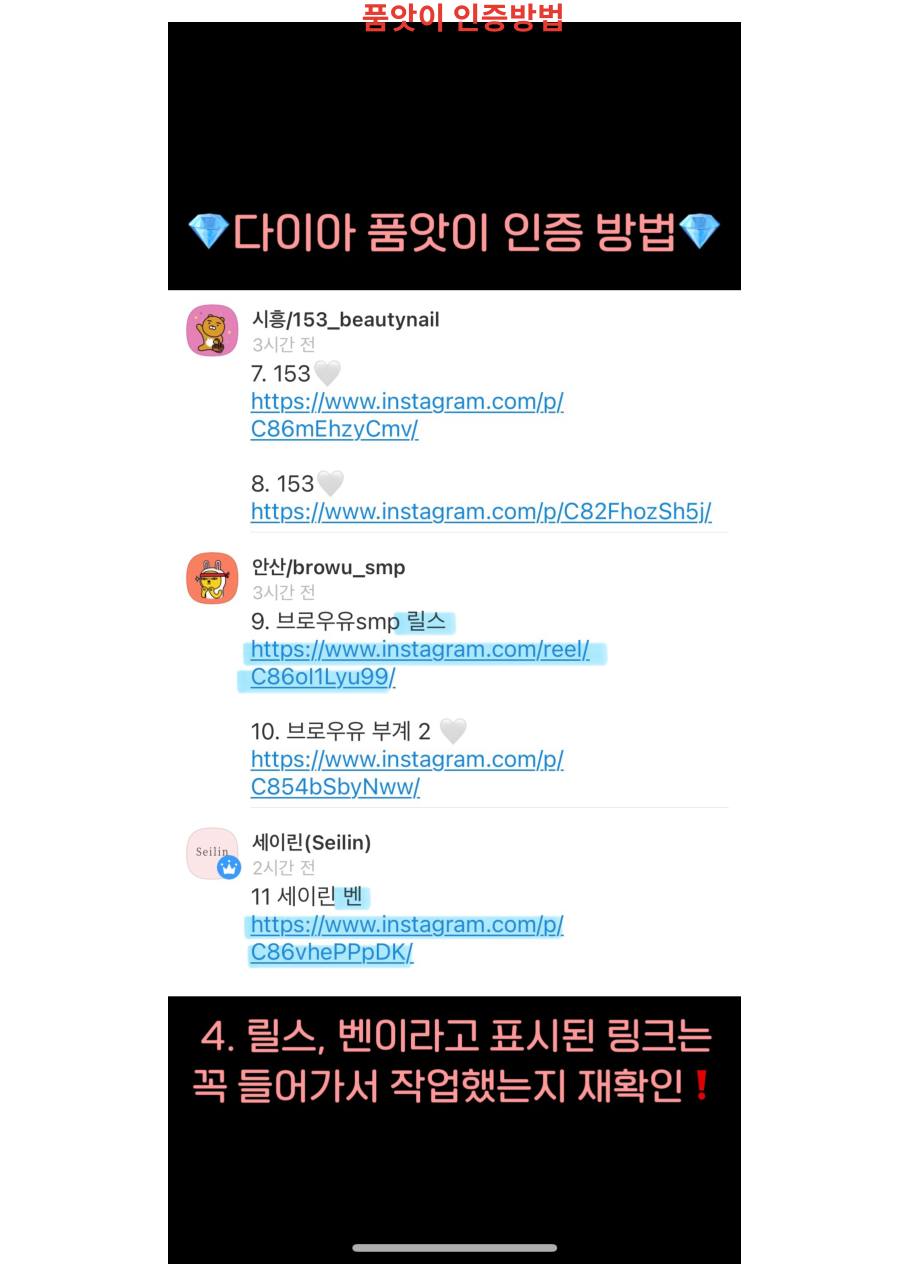 품앗이 인증방법
💎다이아 품앗이 인증 방법💎
시흥/153_beautynail
3시간 전
7. 153🤍
https://www.instagram.com/p/
C86mEhzyCmv/
8. 153🤍
https://www.instagram.com/p/C82FhozSh5j/
안산/browu_smp
3시간 전
9. 브로우유smp 릴스
https://www.instagram.com/reel/
C86oI1Lyu99/
10. 브로우유 부계 2 🤍
https://www.instagram.com/p/
C854bSbyNww/
Seilin
세이린(Seilin)
2시간 전
11 세이린 벤
https://www.instagram.com/p/
C86vhePPpDK/
4. 릴스, 벤이라고 표시된 링크는
꼭 들어가서 작업했는지 재확인❗